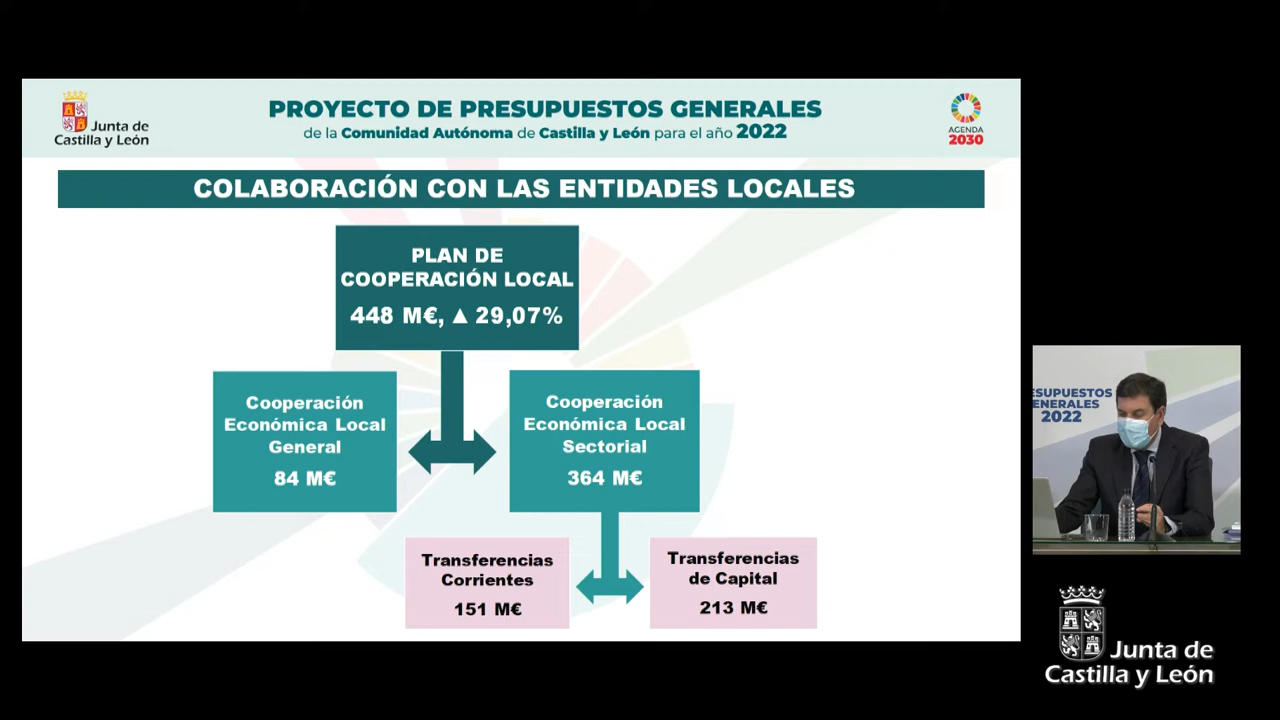 Junta de
Castilla y León
PROYECTO DE PRESUPUESTOS GENERALES
de la Comunidad Autónoma de Castilla y León para el año 2022
AGENDA
2030
COLABORACIÓN CON LAS ENTIDADES LOCALES
PLAN DE
COOPERACIÓN LOCAL
448 M€, ▲ 29,07%
Cooperación
Económica Local
General
84 M€
Cooperación
Económica Local
Sectorial
364 M€
Transferencias
Corrientes
151 M€
Transferencias
de Capital
213 M€
ESUPUESTOS
ENERALES
2022
Junta de
Castilla y León